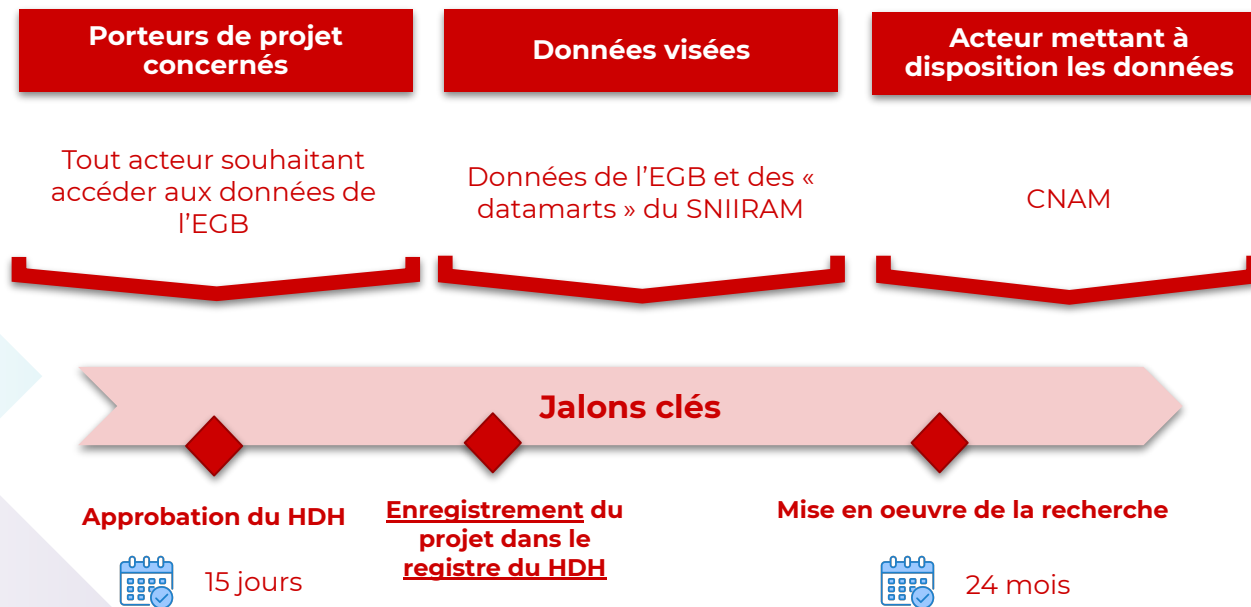 Porteurs de projet
concernés
Données visées
Acteur mettant à
disposition les données
Tout acteur souhaitant
accéder aux données de
l'EGB
Données de l'EGB et des «
datamarts » du SNIIRAM
CNAM
Jalons clés
Approbation du HDH
15 jours
Enregistrement du
projet dans le
registre du HDH
Mise en oeuvre de la recherche
24 mois